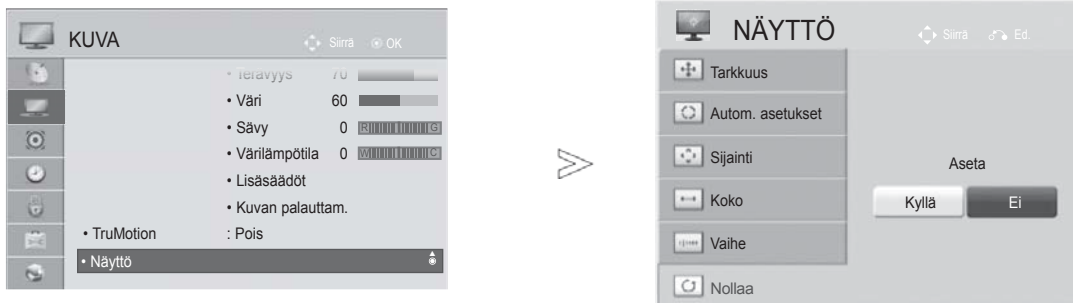 KUVA
Siirrä OK
• Terävyys 70
• Väri 60
• Sävy 0 R G
• Värilämpötila 0 W C
• Lisäsäädöt
• Kuvan palauttam.
• TruMotion : Pois
• Näyttö
NÄYTTÖ
Siirrä Ed.
Tarkkuus
Autom. asetukset
Sijainti
Koko
Vaihe
Nollaa
Aseta
Kyllä Ei